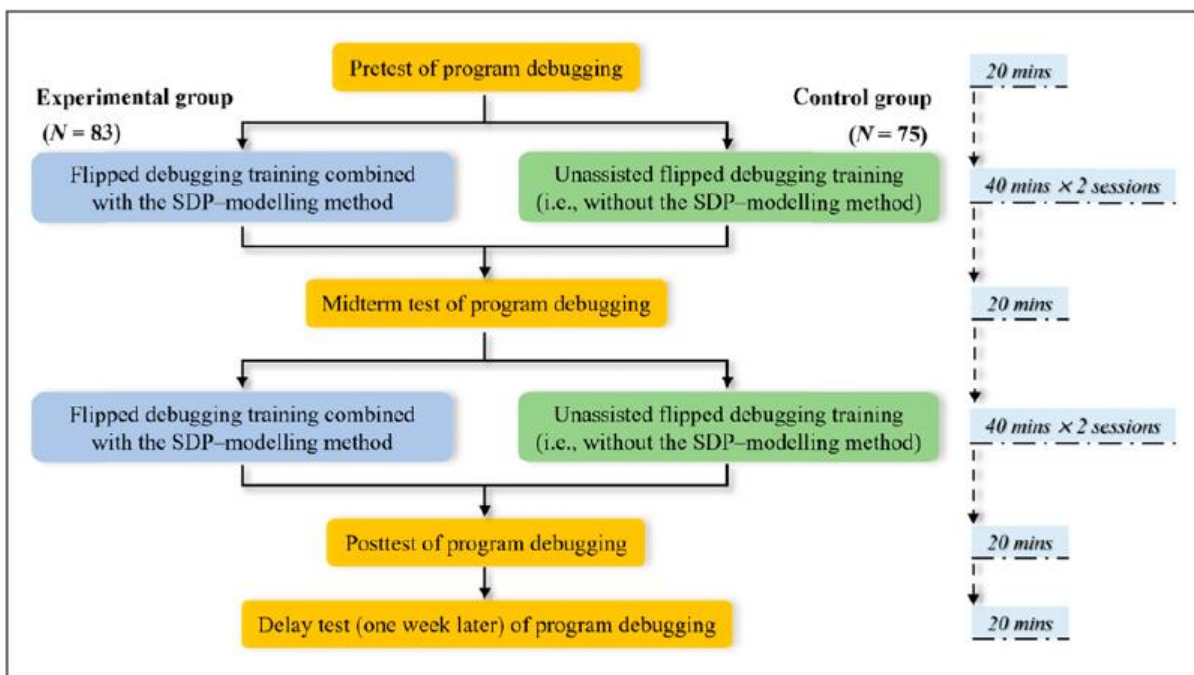 Pretest of program debugging
20 mins
Experimental group
(N = 83)
Control group
(N = 75)
Flipped debugging training combined
with the SDP–modelling method
Unassisted flipped debugging training
(i.e., without the SDP–modelling method)
40 mins × 2 sessions
Midterm test of program debugging
20 mins
Flipped debugging training combined
with the SDP–modelling method
Unassisted flipped debugging training
(i.e., without the SDP–modelling method)
40 mins × 2 sessions
Posttest of program debugging
20 mins
Delay test (one week later) of program debugging
20 mins